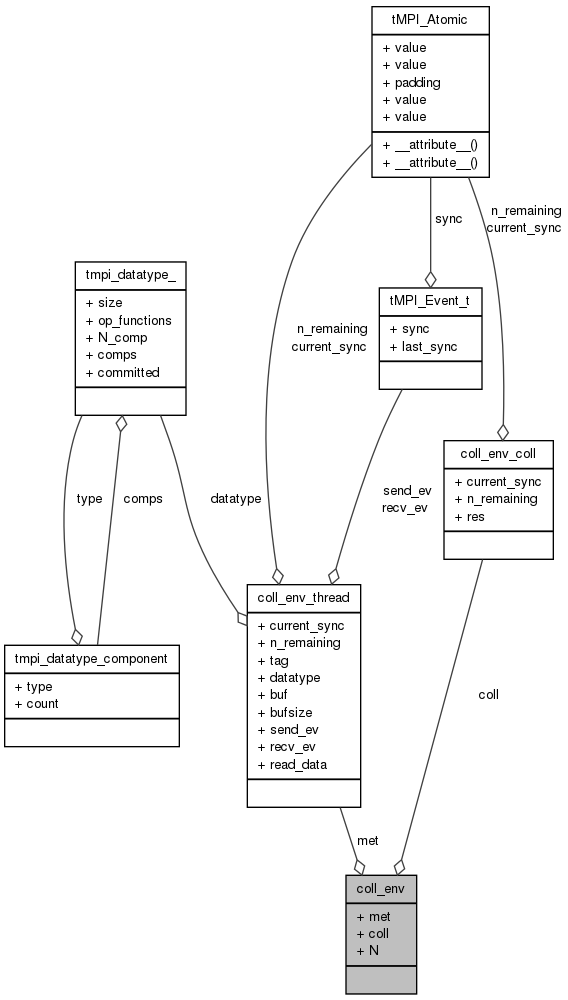 tMPI_Atomic
+ value
+ value
+ padding
+ value
+ value
+ __attribute__()
+ __attribute__()
n_remaining
current_sync
sync
tmpi_datatype_
+ size
+ op_functions
+ N_comp
+ comps
+ committed
tMPI_Event_t
+ sync
+ last_sync
n_remaining
current_sync
coll_env_coll
+ current_sync
+ n_remaining
+ res
type
comps
datatype
send_ev
recv_ev
coll_env_thread
+ current_sync
+ n_remaining
+ tag
+ datatype
+ buf
+ bufsize
+ send_ev
+ recv_ev
+ read_data
tmpi_datatype_component
+ type
+ count
coll
met
coll_env
+ met
+ coll
+ N